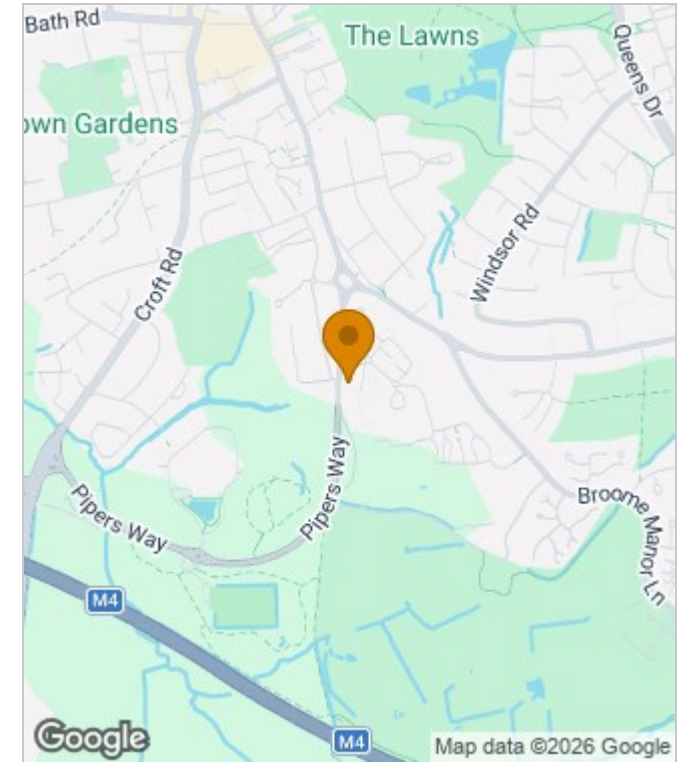 Bath Rd
The Lawns
Queens Dr
own Gardens
Windsor Rd
Croft Rd
Pipers Way
Pipers Way
Broome Manor Ln
M4
M4
Google
Map data ©2026 Google